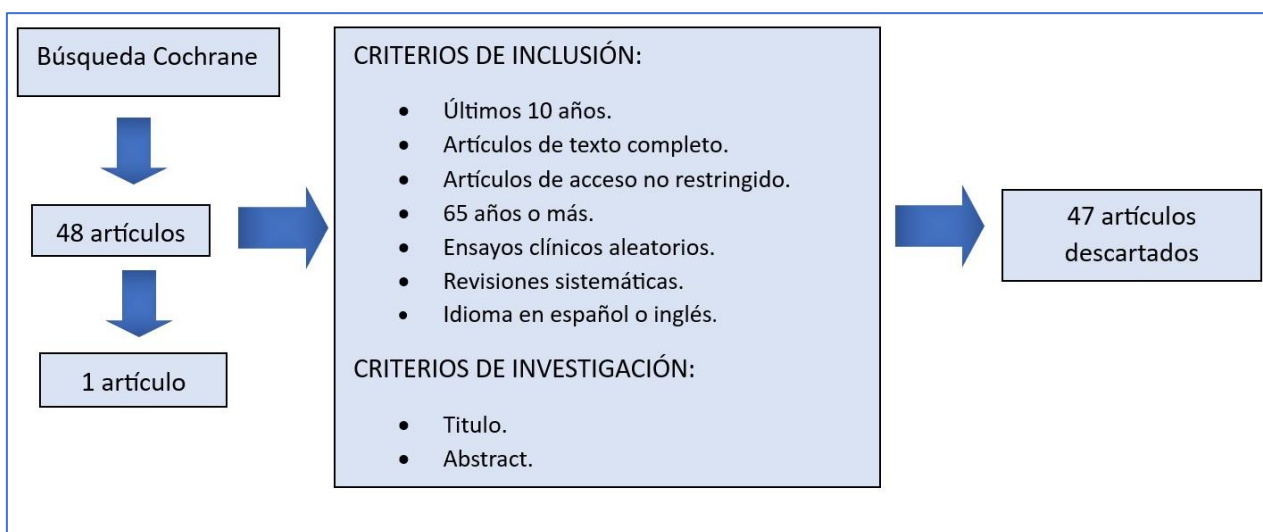 Búsqueda Cochrane
48 artículos
1 artículo
CRITERIOS DE INCLUSIÓN:
• Últimos 10 años.
• Artículos de texto completo.
• Artículos de acceso no restringido.
• 65 años o más.
• Ensayos clínicos aleatorios.
• Revisiones sistemáticas.
• Idioma en español o inglés.
CRITERIOS DE INVESTIGACIÓN:
• Titulo.
• Abstract.
47 artículos
descartados